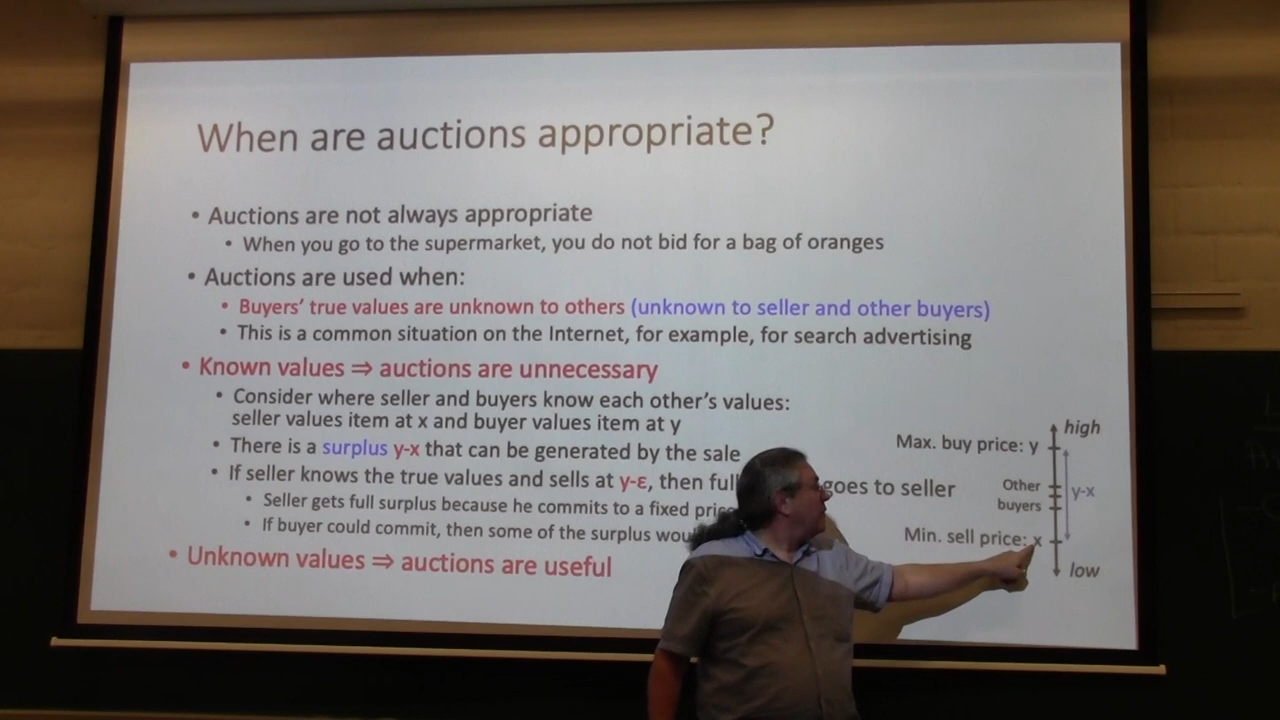 When are auctions appropriate?
• Auctions are not always appropriate
• When you go to the supermarket, you do not bid for a bag of oranges
• Auctions are used when:
• Buyers' true values are unknown to others (unknown to seller and other buyers)
• This is a common situation on the Internet, for example, for search advertising
• Known values ⇒ auctions are unnecessary
• Consider where seller and buyers know each other's values:
seller values item at x and buyer values item at y
• There is a surplus y-x that can be generated by the sale
• If seller knows the true values and sells at y-ε, then full goes to seller
• Seller gets full surplus because he commits to a fixed
• If buyer could commit, then some of the surplus
• Unknown values ⇒ auctions are useful
high
Max. buy price: y
Other
buyers
y-x
Min. sell price: x
low